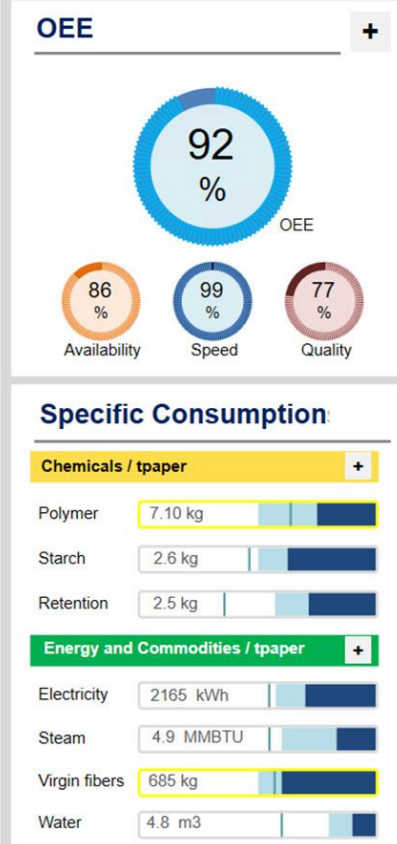 OEE +
92
%
OEE
86
%
99
%
77
%
Availability Speed Quality
Specific Consumption
Chemicals / tpaper +
Polymer 7.10 kg
Starch 2.6 kg
Retention 2.5 kg
Energy and Commodities / tpaper +
Electricity 2165 kWh
Steam 4.9 MMBTU
Virgin fibers 685 kg
Water 4.8 m3